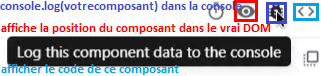 console.log(votrecomposant) dans la console
affiche la position du composant dans le vrai DOM
Log this component data to the console
afficher le code de ce composant